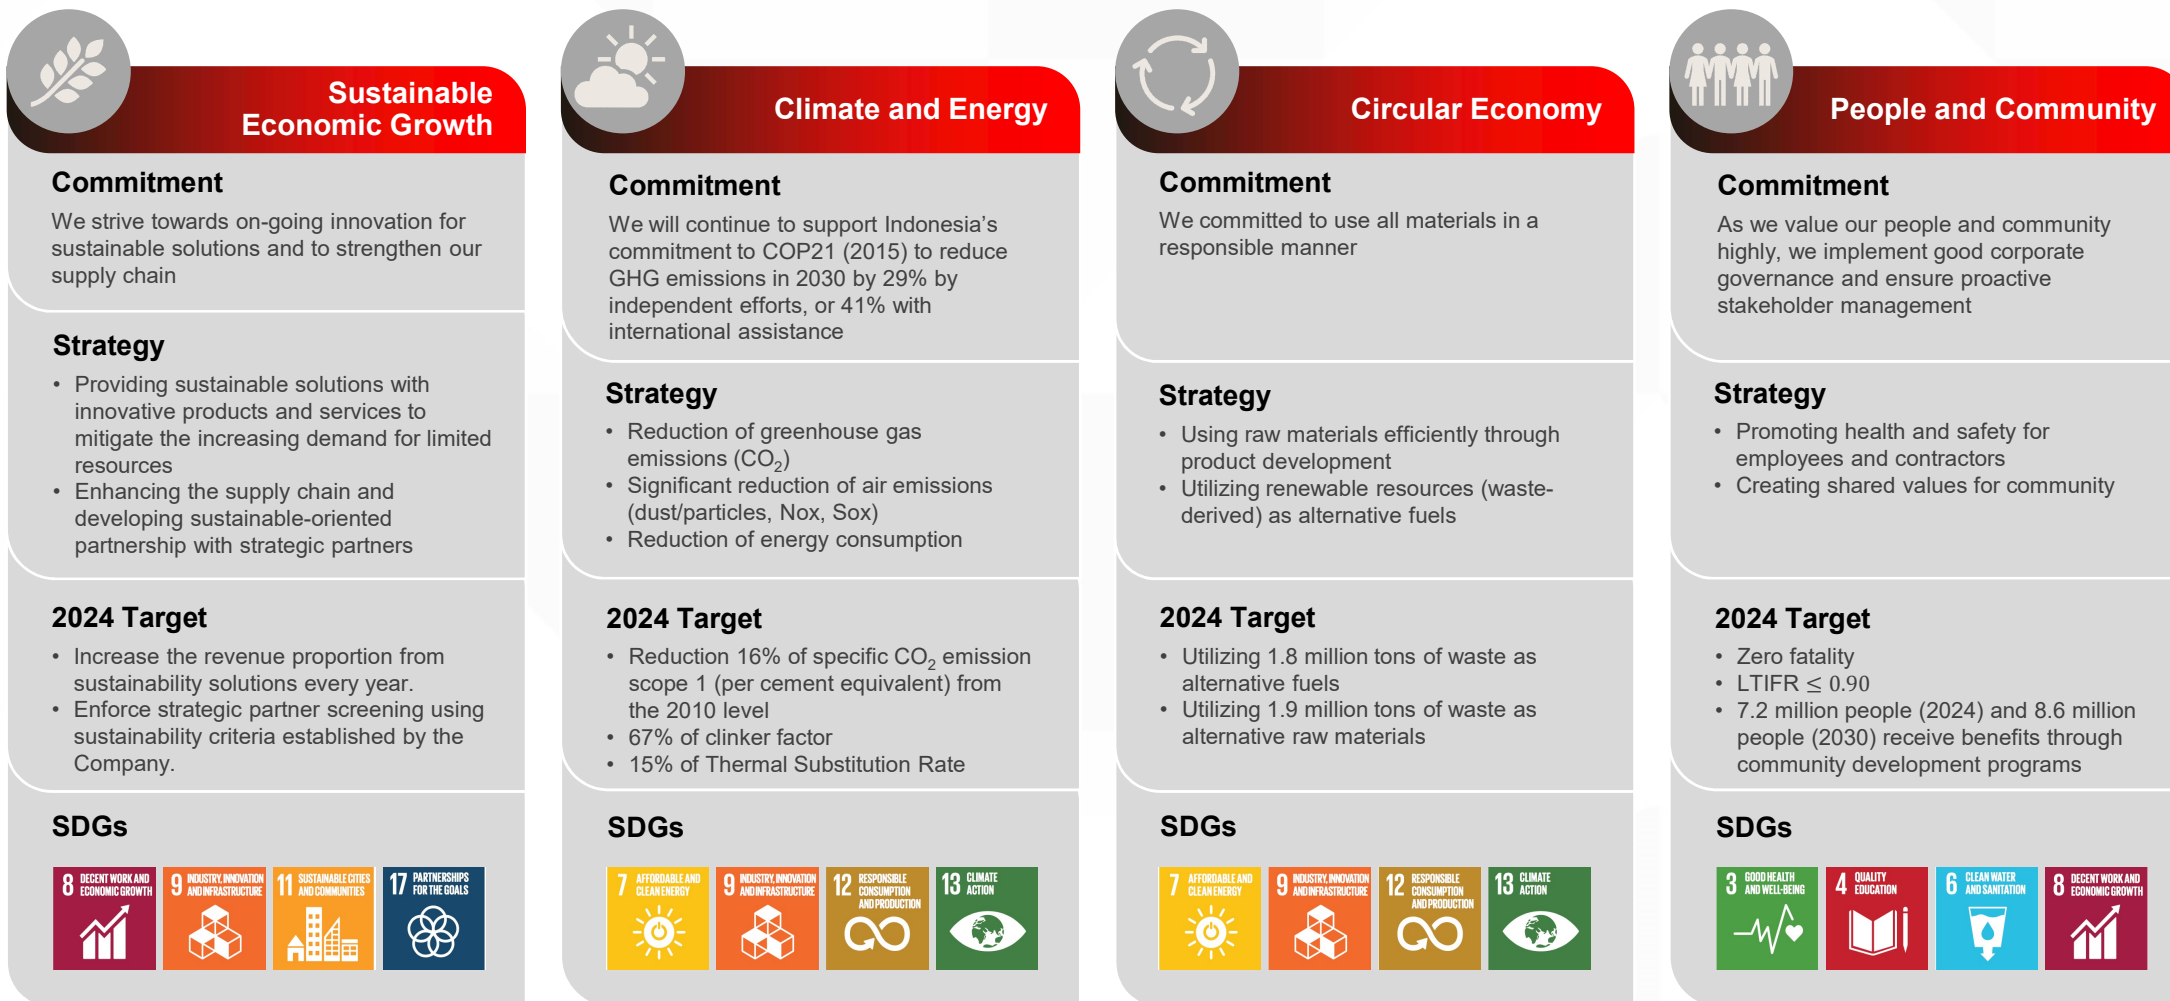 Sustainable
Economic Growth
Commitment
We strive towards on-going innovation for
sustainable solutions and to strengthen our
supply chain
Strategy
• Providing sustainable solutions with
innovative products and services to
mitigate the increasing demand for limited
resources
• Enhancing the supply chain and
developing sustainable-oriented
partnership with strategic partners
2024 Target
• Increase the revenue proportion from
sustainability solutions every year.
• Enforce strategic partner screening using
sustainability criteria established by the
Company.
SDGs
8 DECENT WORK AND
ECONOMIC GROWTH
9 INDUSTRY, INNOVATION
AND INFRASTRUCTURE
11 SUSTAINABLE CITIES
AND COMMUNITIES
17 PARTNERSHIPS
FOR THE GOALS
Climate and Energy
Commitment
We will continue to support Indonesia’s
commitment to COP21 (2015) to reduce
GHG emissions in 2030 by 29% by
independent efforts, or 41% with
international assistance
Strategy
• Reduction of greenhouse gas
emissions (CO₂)
• Significant reduction of air emissions
(dust/particles, Nox, Sox)
• Reduction of energy consumption
2024 Target
• Reduction 16% of specific CO₂ emission
scope 1 (per cement equivalent) from
the 2010 level
• 67% of clinker factor
• 15% of Thermal Substitution Rate
SDGs
7 AFFORDABLE AND
CLEAN ENERGY
9 INDUSTRY, INNOVATION
AND INFRASTRUCTURE
12 RESPONSIBLE
CONSUMPTION
AND PRODUCTION
13 CLIMATE
ACTION
Circular Economy
Commitment
We committed to use all materials in a
responsible manner
Strategy
• Using raw materials efficiently through
product development
• Utilizing renewable resources (waste-
derived) as alternative fuels
2024 Target
• Utilizing 1.8 million tons of waste as
alternative fuels
• Utilizing 1.9 million tons of waste as
alternative raw materials
SDGs
7 AFFORDABLE AND
CLEAN ENERGY
9 INDUSTRY, INNOVATION
AND INFRASTRUCTURE
12 RESPONSIBLE
CONSUMPTION
AND PRODUCTION
13 CLIMATE
ACTION
People and Community
Commitment
As we value our people and community
highly, we implement good corporate
governance and ensure proactive
stakeholder management
Strategy
• Promoting health and safety for
employees and contractors
• Creating shared values for community
2024 Target
• Zero fatality
• LTIFR ≤ 0.90
• 7.2 million people (2024) and 8.6 million
people (2030) receive benefits through
community development programs
SDGs
3 GOOD HEALTH
AND WELL-BEING
4 QUALITY
EDUCATION
6 CLEAN WATER
AND SANITATION
8 DECENT WORK AND
ECONOMIC GROWTH